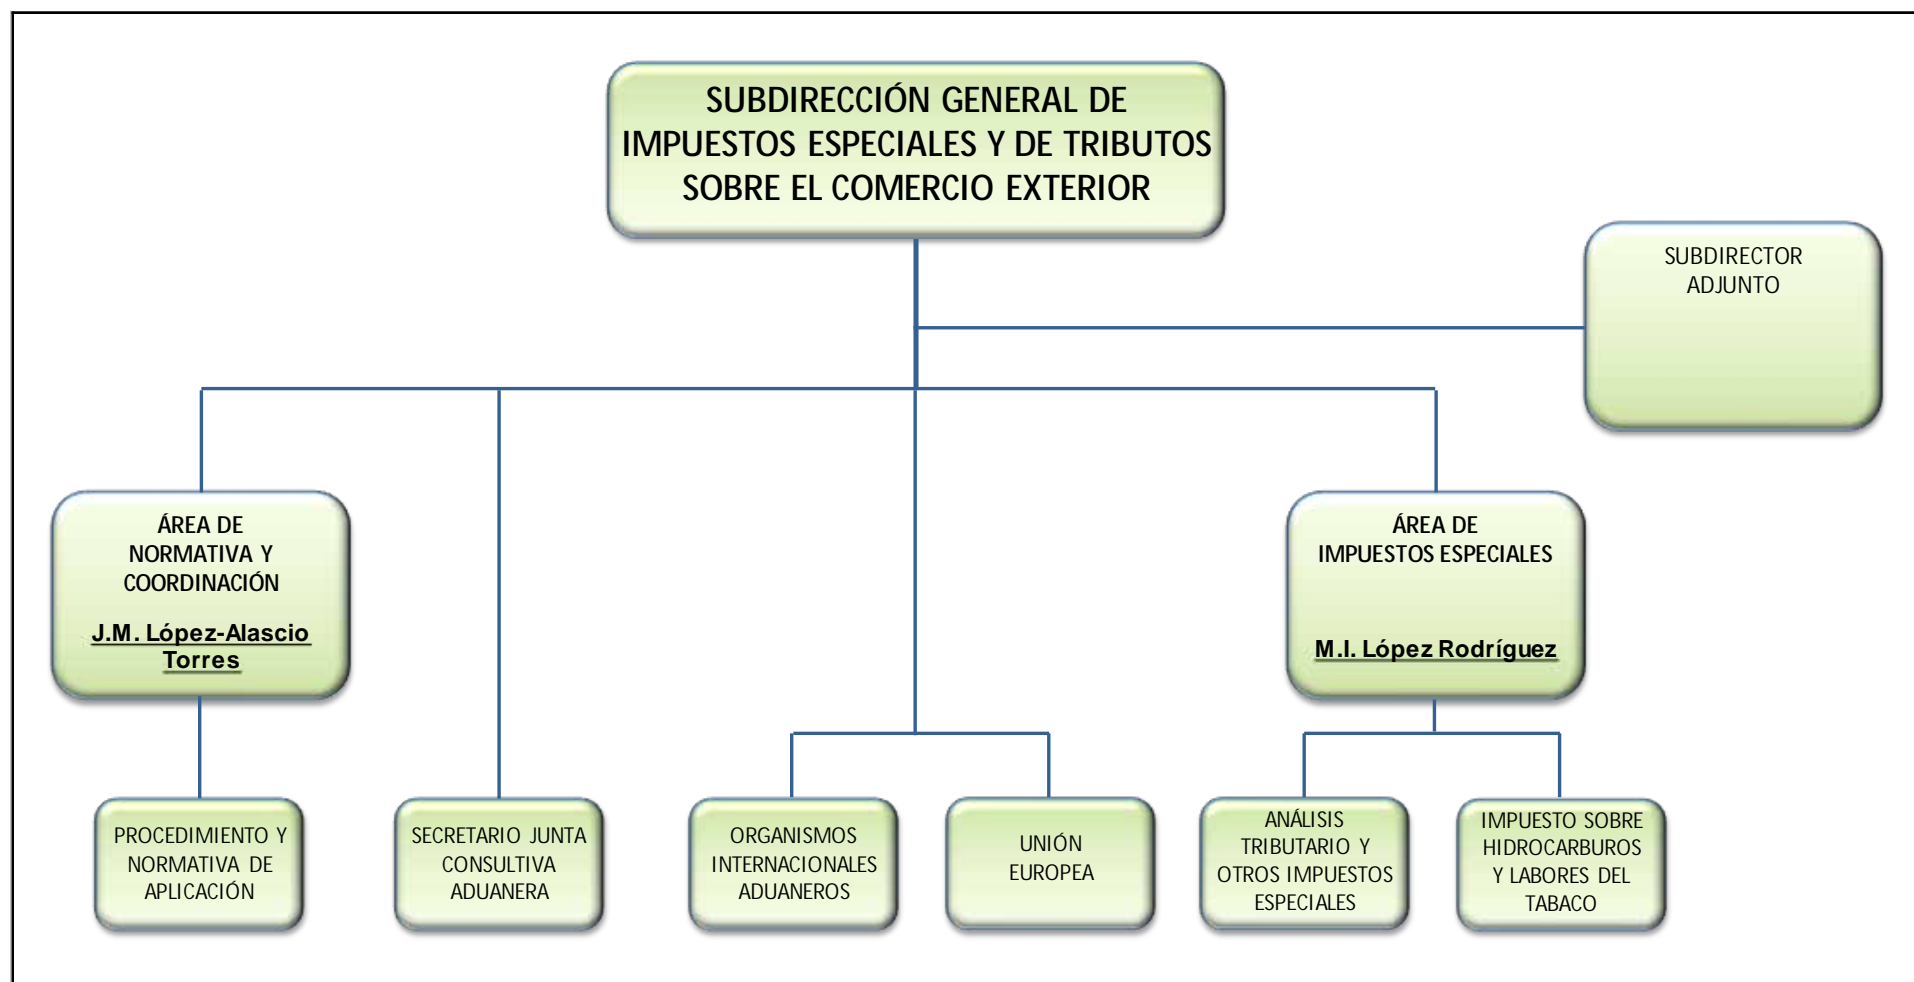 SUBDIRECCIÓN GENERAL DE
IMPUESTOS ESPECIALES Y DE TRIBUTOS
SOBRE EL COMERCIO EXTERIOR
SUBDIRECTOR
ADJUNTO
ÁREA DE
NORMATIVA Y
COORDINACIÓN
J.M. López-Alascio
Torres
ÁREA DE
IMPUESTOS ESPECIALES
M.I. López Rodríguez
PROCEDIMIENTO Y
NORMATIVA DE
APLICACIÓN
SECRETARIO JUNTA
CONSULTIVA
ADUANERA
ORGANISMOS
INTERNACIONALES
ADUANEROS
UNIÓN
EUROPEA
ANÁLISIS
TRIBUTARIO Y
OTROS IMPUESTOS
ESPECIALES
IMPUESTO SOBRE
HIDROCARBUROS
Y LABORES DEL
TABACO